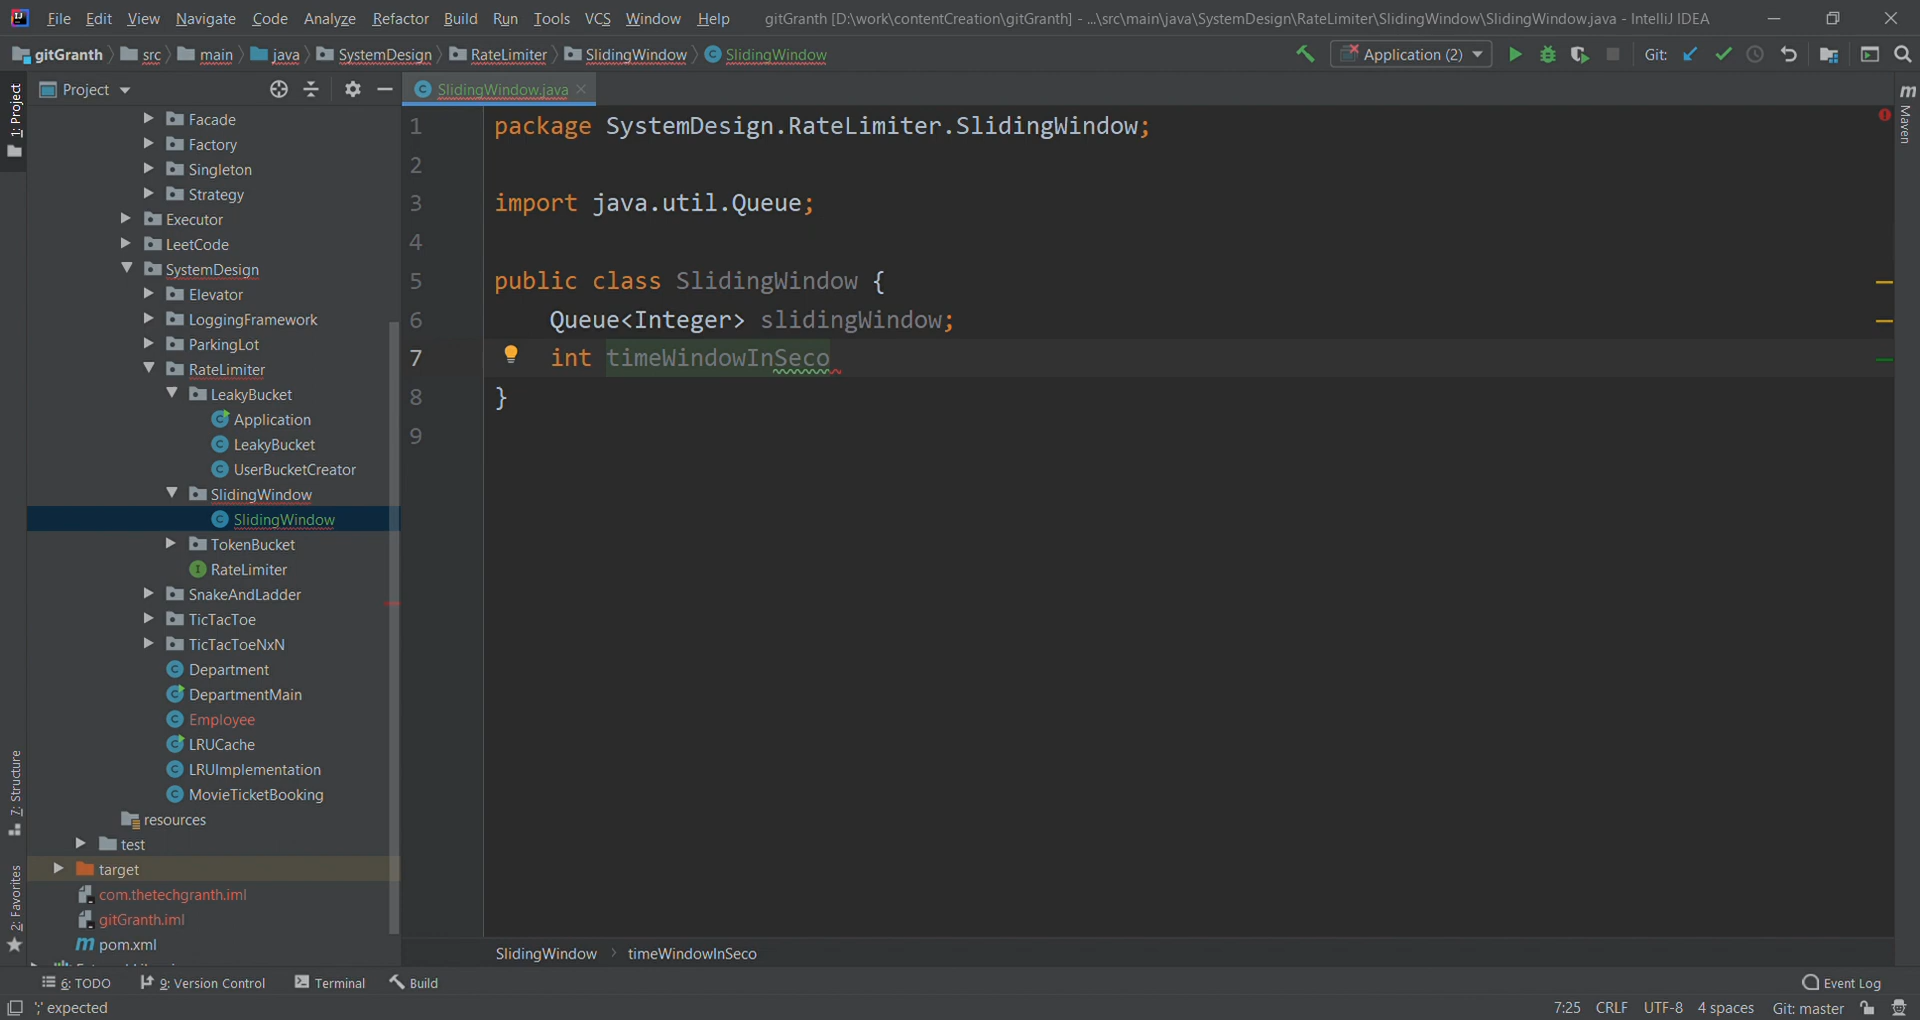 File Edit View Navigate Code Analyze Refactor Build Run Tools VCS Window Help gitGranth [D:\work\contentCreation\gitGranth] - ...\src\main\java\SystemDesign\RateLimiter\SlidingWindow\SlidingWindow.java - IntelliJ IDEA
gitGranth src main java SystemDesign RateLimiter SlidingWindow SlidingWindow Application (2) Git:
Project
SlidingWindow.java
1: Project
7: Structure
2: Favorites
Maven
Facade
Factory
Singleton
Strategy
Executor
LeetCode
SystemDesign
Elevator
LoggingFramework
ParkingLot
RateLimiter
LeakyBucket
Application
LeakyBucket
UserBucketCreator
SlidingWindow
SlidingWindow
TokenBucket
RateLimiter
SnakeAndLadder
TicTacToe
TicTacToeNxN
Department
DepartmentMain
Employee
LRUCache
LRUImplementation
MovieTicketBooking
resources
test
target
com.thetechgranth.iml
gitGranth.iml
pom.xml
1 package SystemDesign.RateLimiter.SlidingWindow;
2
3 import java.util.Queue;
4
5 public class SlidingWindow {
6 Queue<Integer> slidingWindow;
7 int timeWindowInSeco
8 }
9
SlidingWindow timeWindowInSeco
6: TODO 9: Version Control Terminal Build Event Log
';' expected 7:25 CRLF UTF-8 4 spaces Git: master